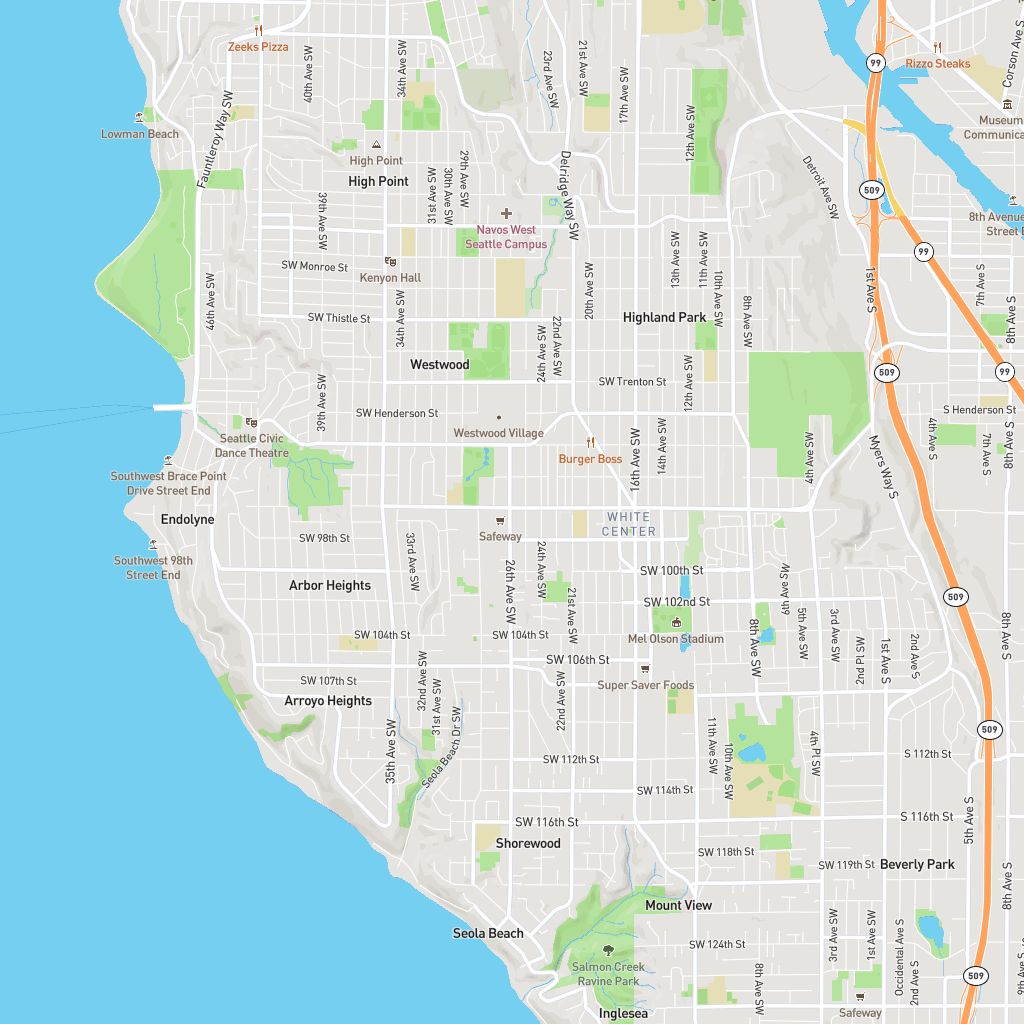 Zeeks Pizza
40th Ave SW
34th Ave SW
23rd Ave SW
21st Ave SW
17th Ave SW
99
Rizzo Steaks
Corson Ave S
Museum
Communica
Lowman Beach
Fauntleroy Way SW
High Point
High Point
29th Ave SW
30th Ave SW
31st Ave SW
39th Ave SW
12th Ave SW
Detroit Ave SW
509
Delridge Way SW
Navos West
Seattle Campus
8th Avenue
Street E
99
SW Monroe St
Kenyon Hall
46th Ave SW
34th Ave SW
20th Ave SW
13th Ave SW
11th Ave SW
10th Ave SW
8th Ave SW
1st Ave S
7th Ave S
8th Ave S
SW Thistle St
Highland Park
22nd Ave SW
24th Ave SW
Westwood
509
99
39th Ave SW
SW Trenton St
12th Ave SW
SW Henderson St
S Henderson St
Seattle Civic
Dance Theatre
Westwood Village
Burger Boss
16th Ave SW
14th Ave SW
4th Ave SW
Myers Way S
4th Ave S
7th Ave S
8th Ave S
Southwest Brace Point
Drive Street End
Endolyne
Safeway
WHITE
CENTER
SW 98th St
33rd Ave SW
24th Ave SW
Southwest 98th
Street End
Arbor Heights
26th Ave SW
21st Ave SW
SW 100th St
SW 102nd St
6th Ave SW
509
5th Ave SW
3rd Ave SW
8th Ave SW
SW 104th St
SW 104th St
Mel Olson Stadium
2nd Pl SW
1st Ave S
2nd Ave S
8th Ave S
SW 106th St
SW 107th St
32nd Ave SW
31st Ave SW
Super Saver Foods
Arroyo Heights
22nd Ave SW
35th Ave SW
Seola Beach Dr SW
11th Ave SW
10th Ave SW
4th Pl SW
509
SW 112th St
S 112th St
SW 114th St
SW 116th St
S 116th St
5th Ave S
Shorewood
SW 118th St
SW 119th St
Beverly Park
8th Ave S
Mount View
Seola Beach
SW 124th St
3rd Ave SW
1st Ave SW
Occidental Ave S
2nd Ave S
8th Ave SW
509
9th Ave S
Salmon Creek
Ravine Park
Inglesea
Safeway